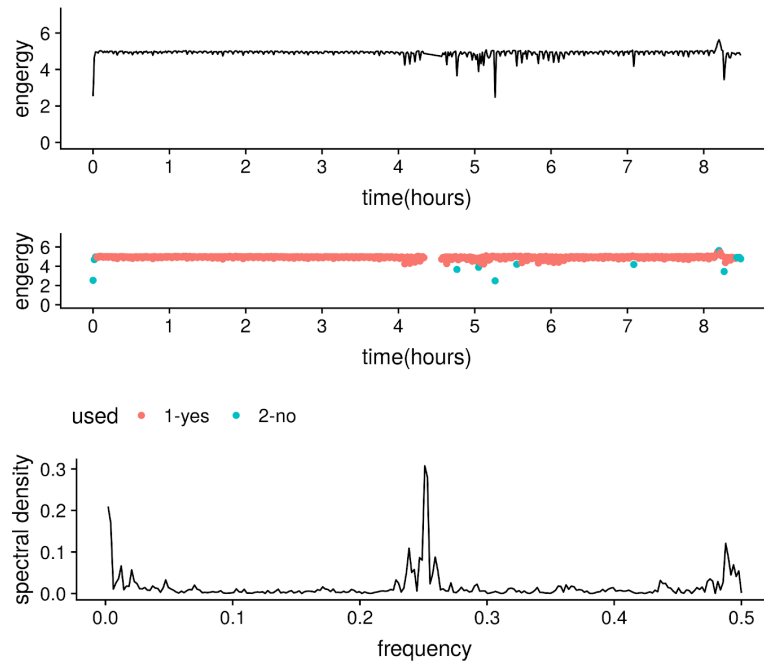 6
4
2
0
engergy
0 1 2 3 4 5 6 7 8
time(hours)
6
4
2
0
engergy
0 1 2 3 4 5 6 7 8
time(hours)
used 1-yes 2-no
0.3
0.2
0.1
0.0
spectral density
0.0 0.1 0.2 0.3 0.4 0.5
frequency